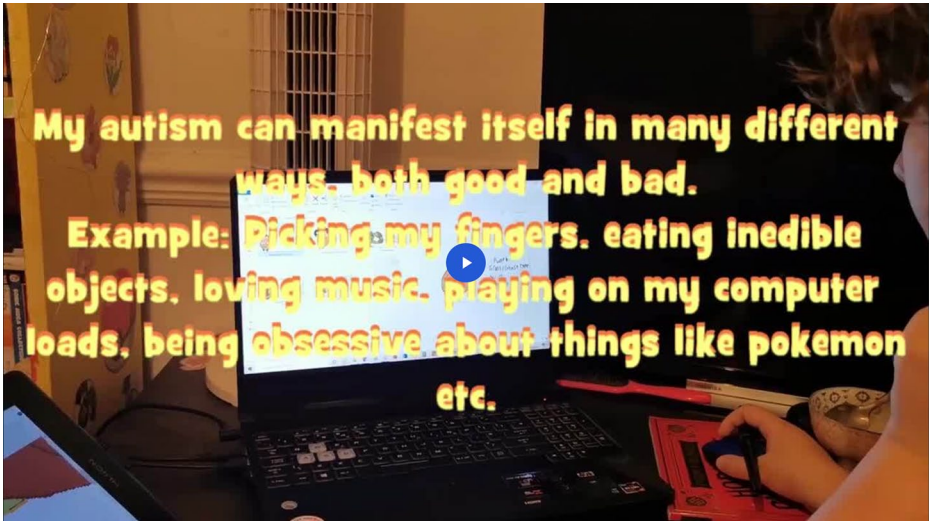 My autism can manifest itself in many different
ways, both good and bad.
Example: Picking my fingers, eating inedible
objects, loving music, playing on my computer
loads, being obsessive about things like pokemon
etc.